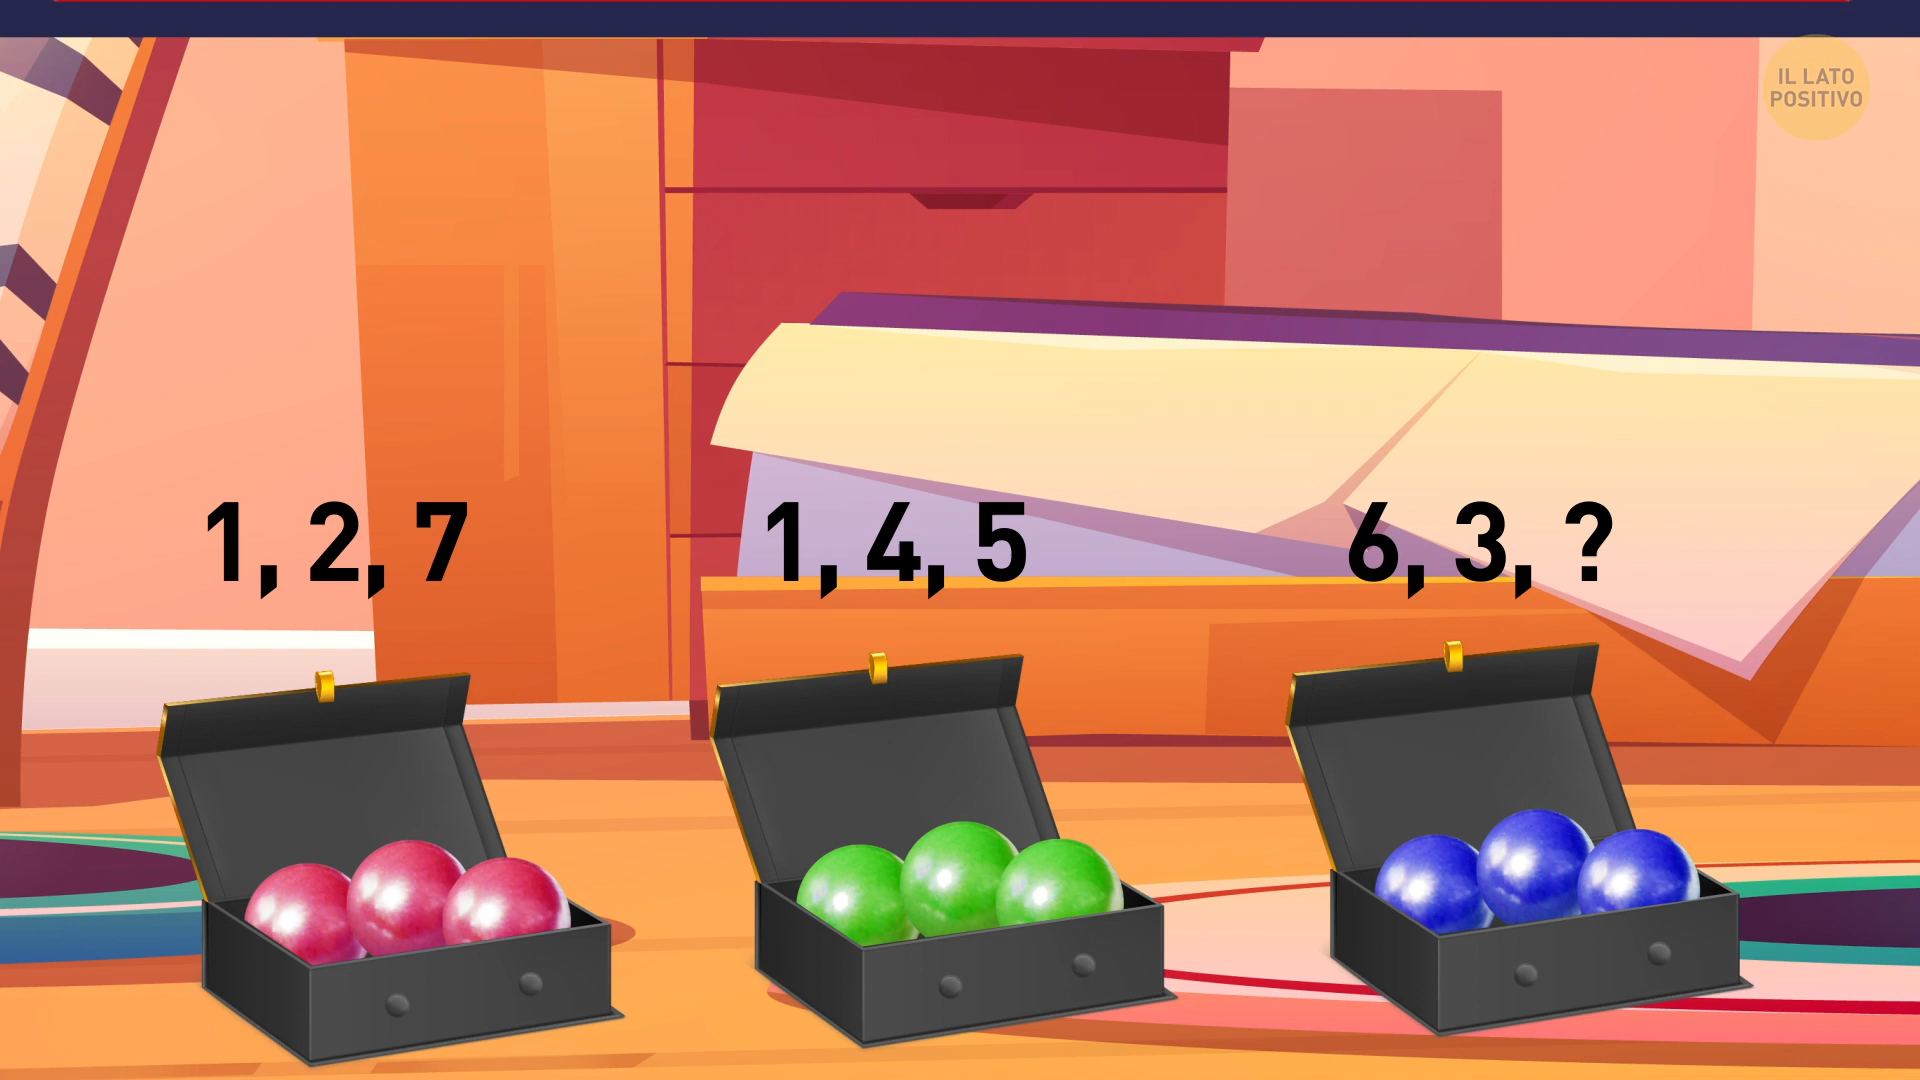 IL LATO
POSITIVO
1, 2, 7
1, 4, 5
6, 3, ?